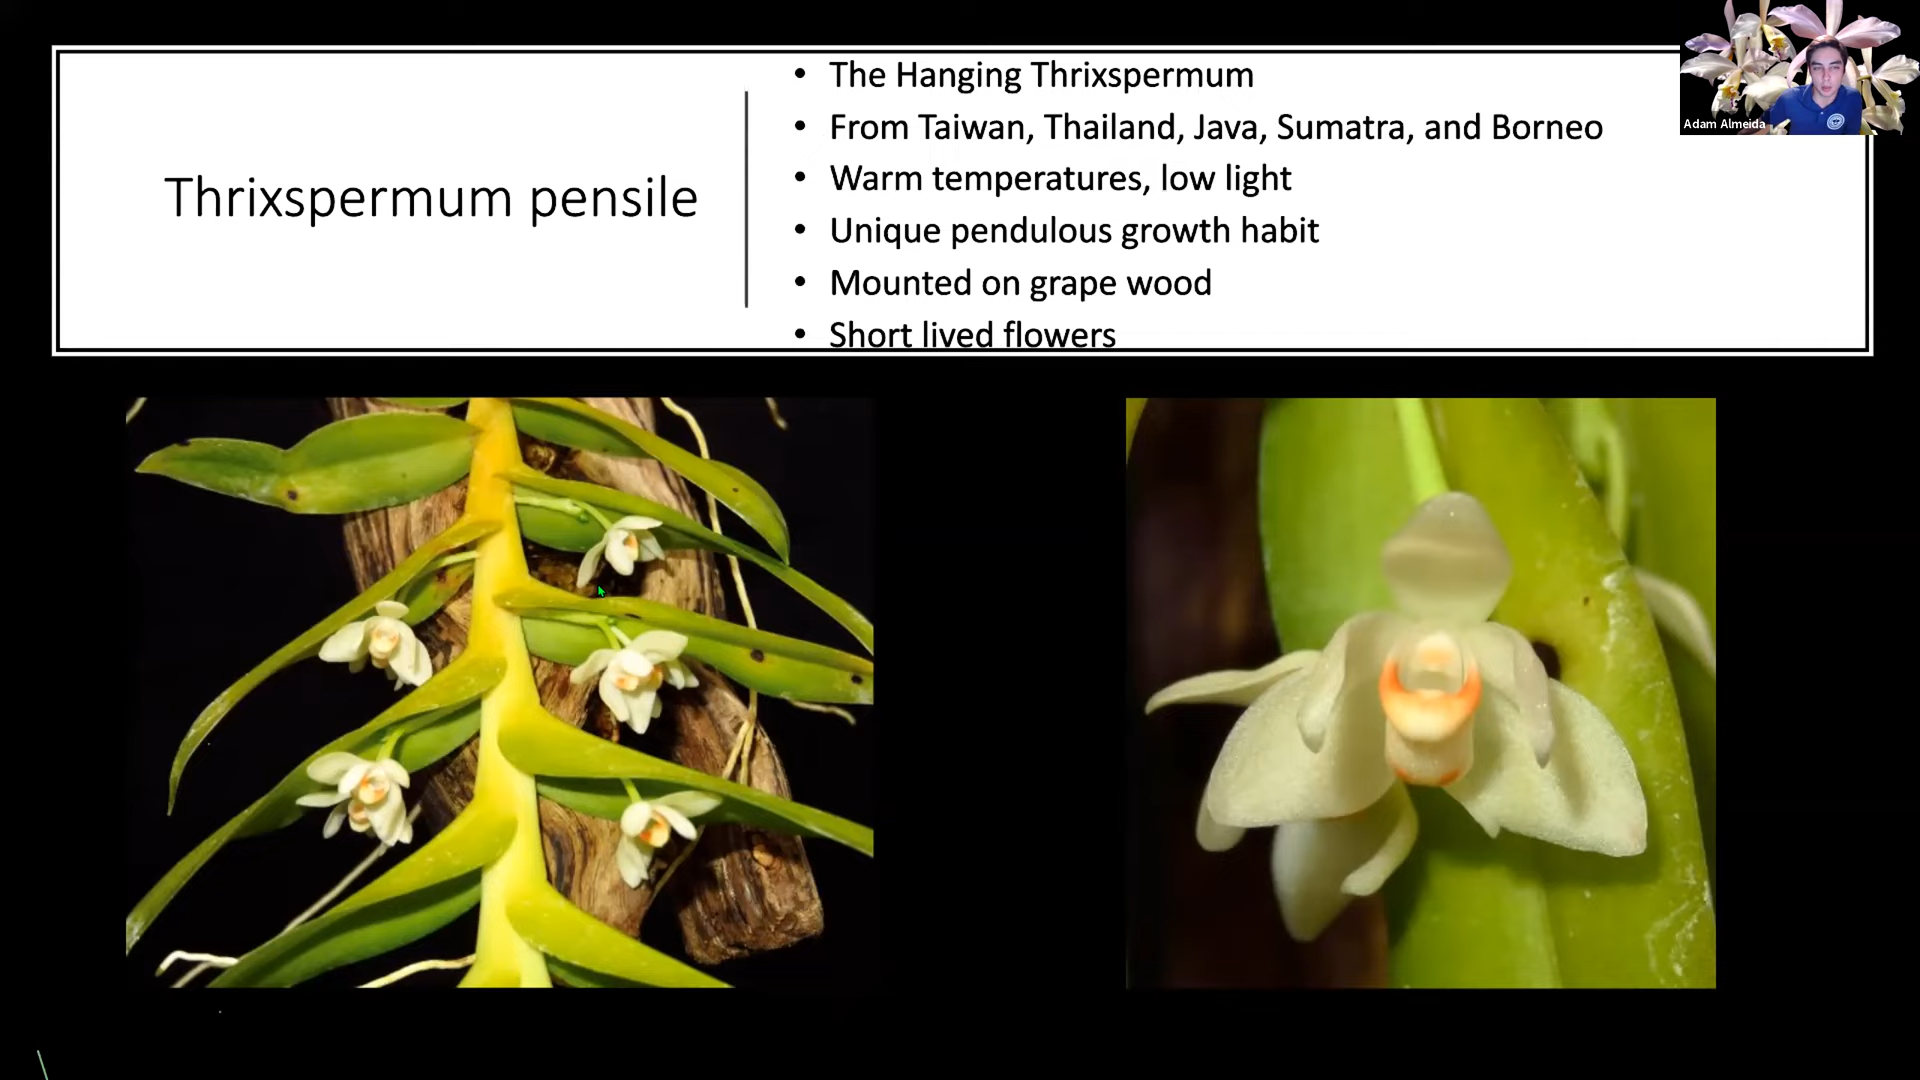 Thrixspermum pensile
• The Hanging Thrixspermum
• From Taiwan, Thailand, Java, Sumatra, and Borneo
• Warm temperatures, low light
• Unique pendulous growth habit
• Mounted on grape wood
• Short lived flowers
Adam Almeida